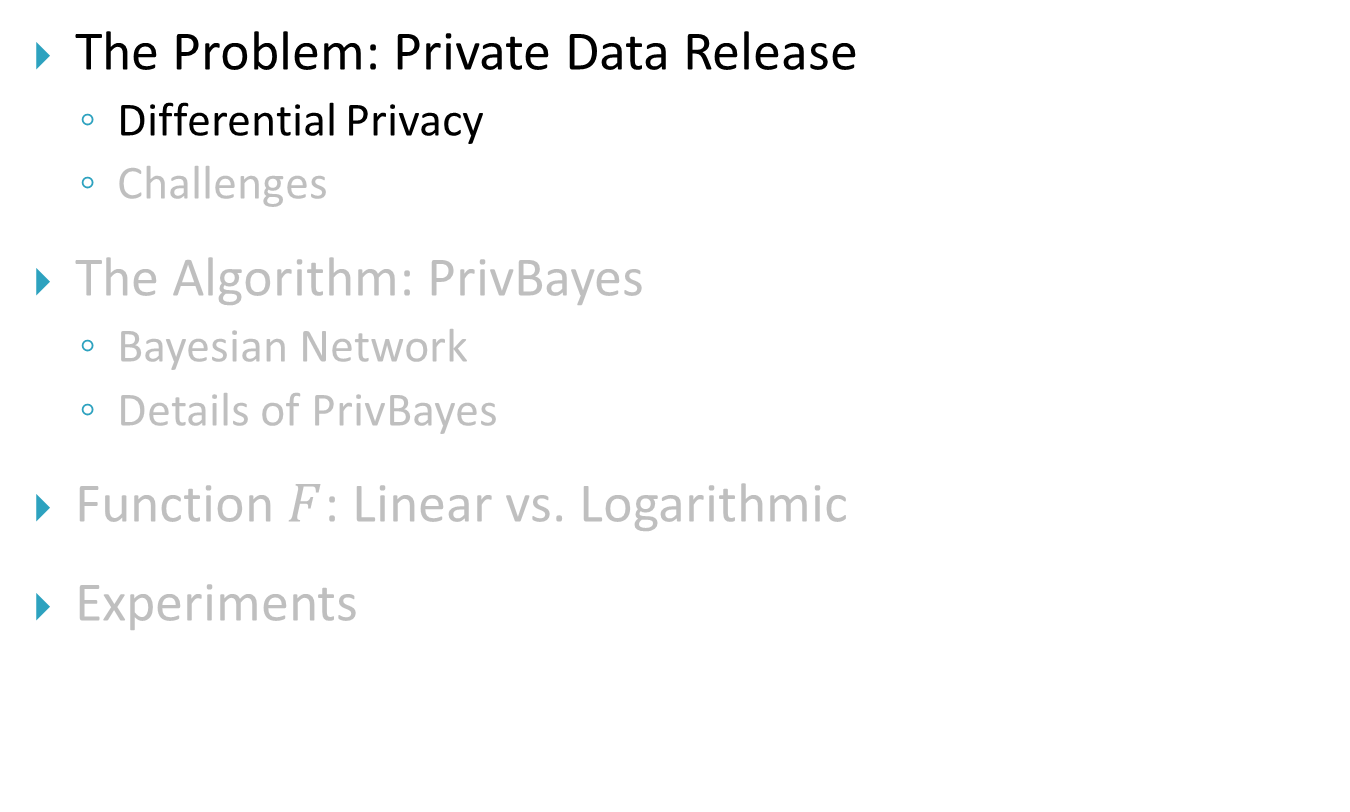 The Problem: Private Data Release
Differential Privacy
Challenges
The Algorithm: PrivBayes
Bayesian Network
Details of PrivBayes
Function F: Linear vs. Logarithmic
Experiments